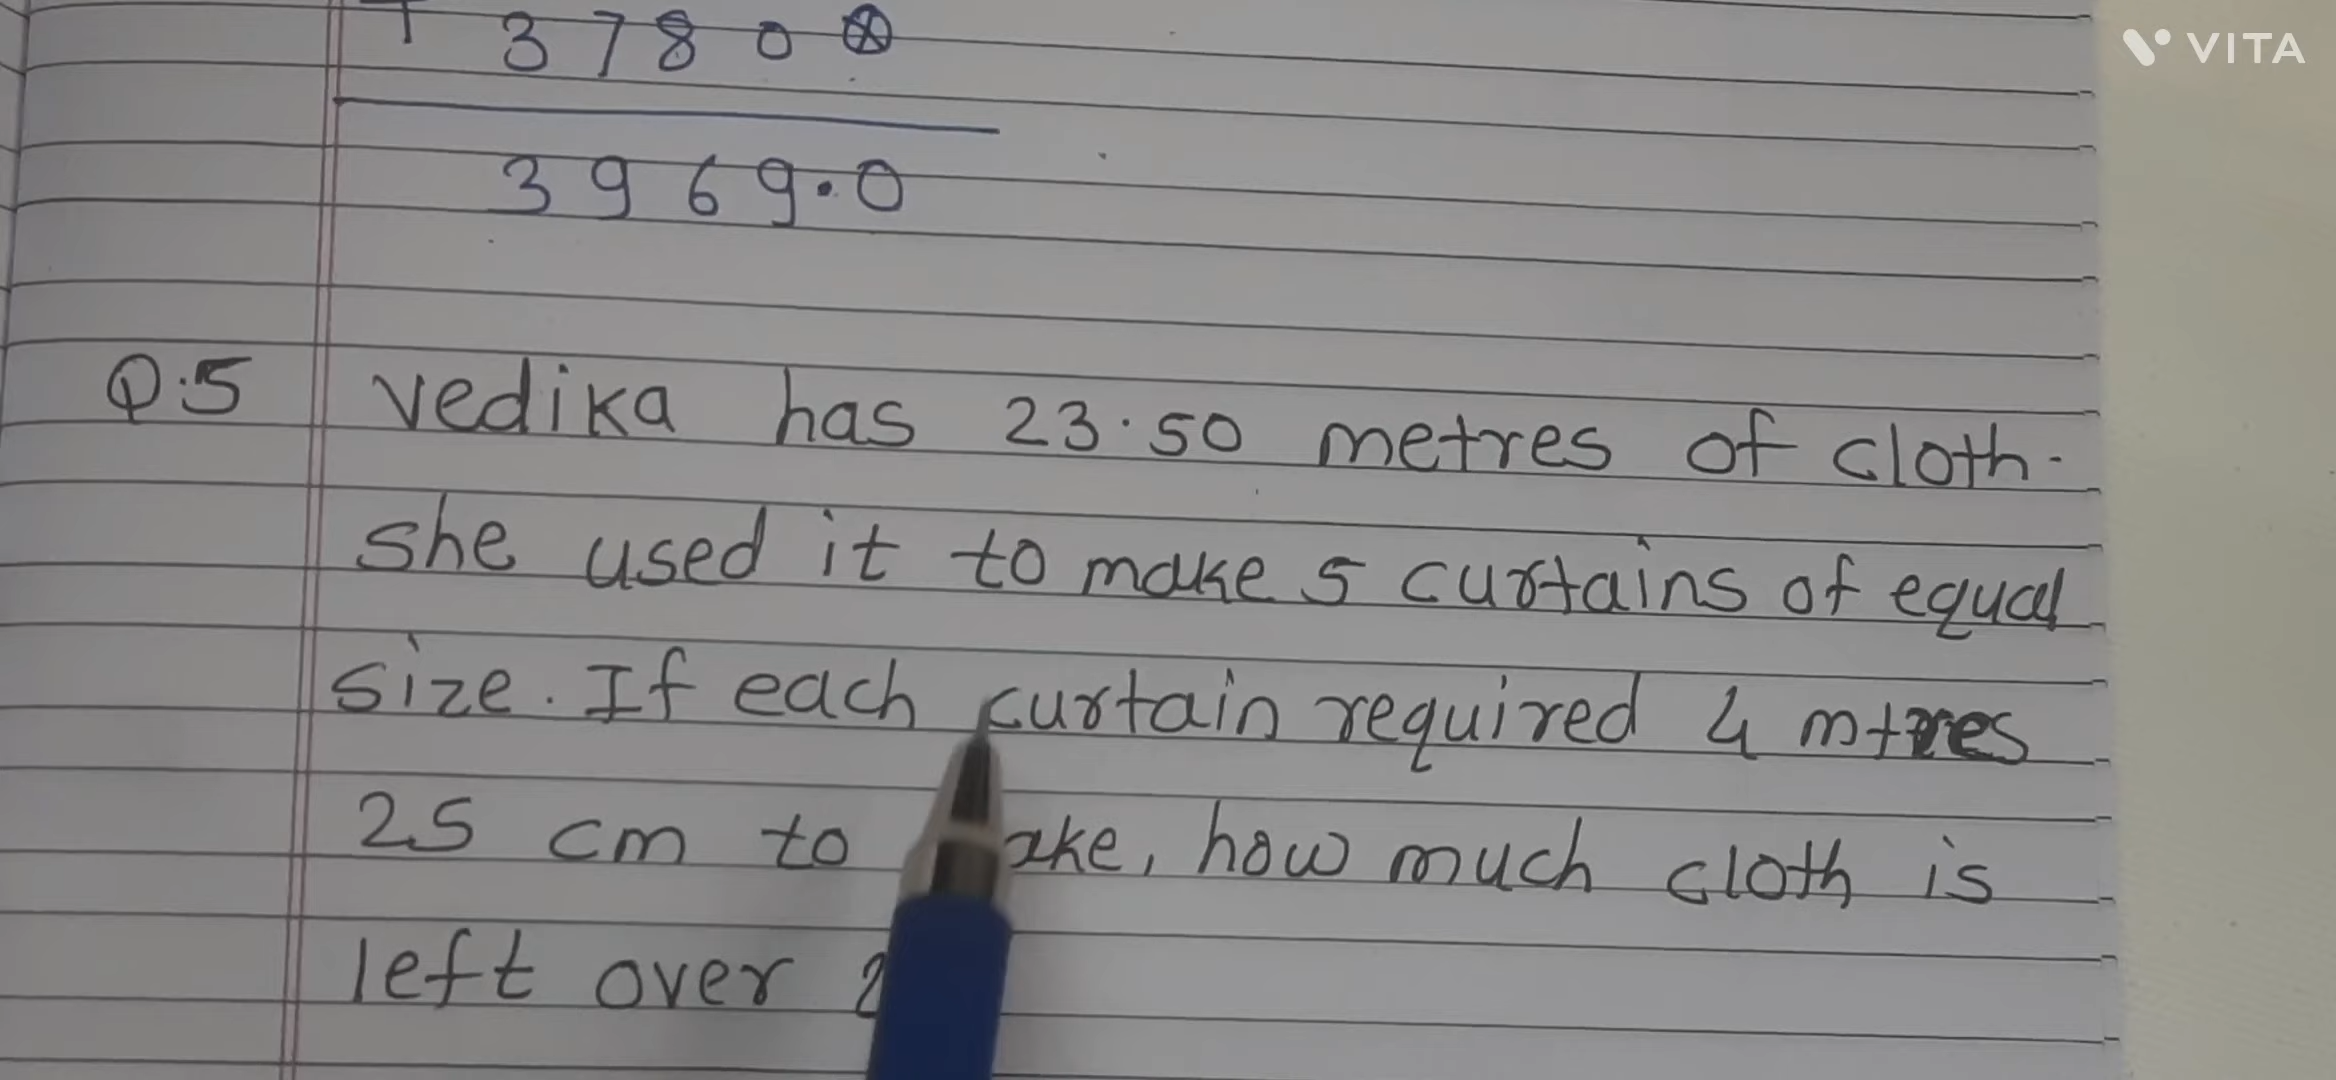 + 3 7 8 0 ⊗
VITA
3 9 6 9.0
Q.5 Vedika has 23.50 metres of cloth.
she used it to make 5 curtains of equal
size. If each curtain required 4 mtres
25 cm to ake, how much cloth is
left over